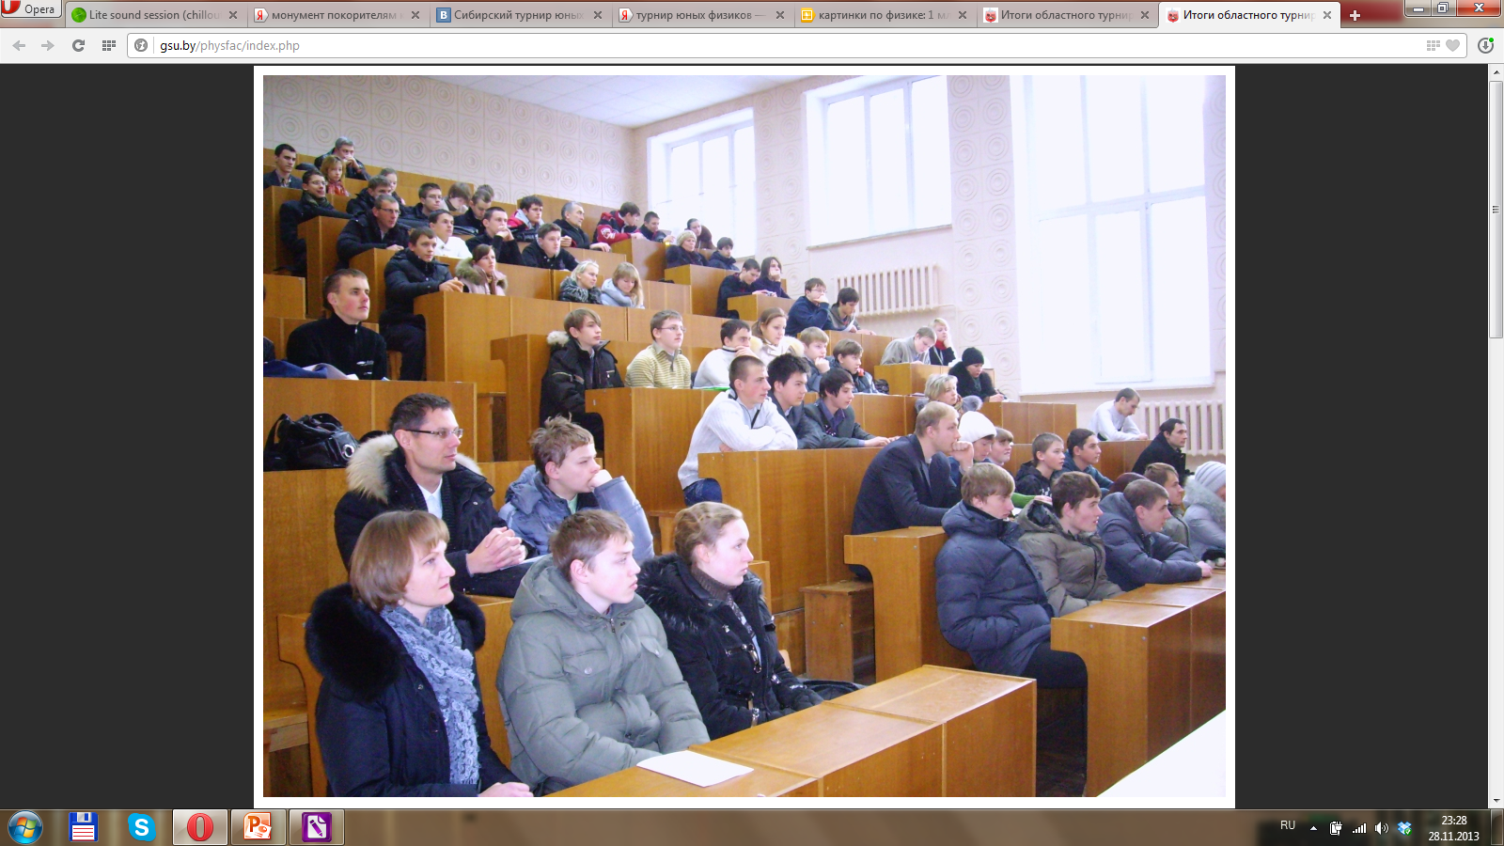 Opera
Lite sound session (chillou
монумент покорителям
Сибирский турнир юны
турнир юных физиков —
картинки по физике: 1 м
Итоги областного турни
Итоги областного турнир
gsu.by/physfac/index.php
RU
23:28
28.11.2013